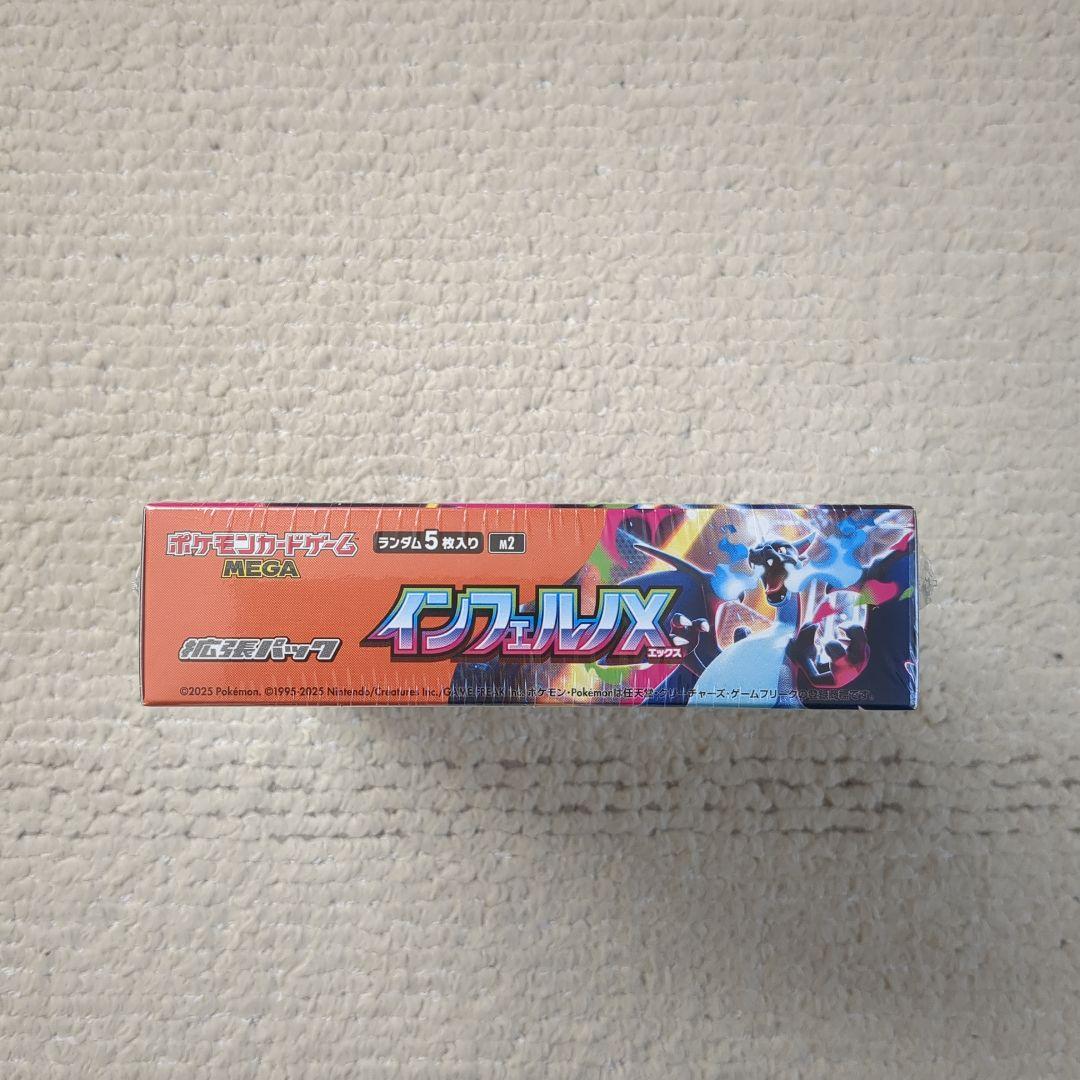 ポケモンカードゲーム
MEGA
ランダム5枚入り M2
インフェルノX
エックス
拡張パック
©2025 Pokémon. ©1995-2025 Nintendo/Creatures Inc./GAME FREAK inc. ポケモン・Pokémonは任天堂・クリーチャーズ・ゲームフリークの登録商標です。